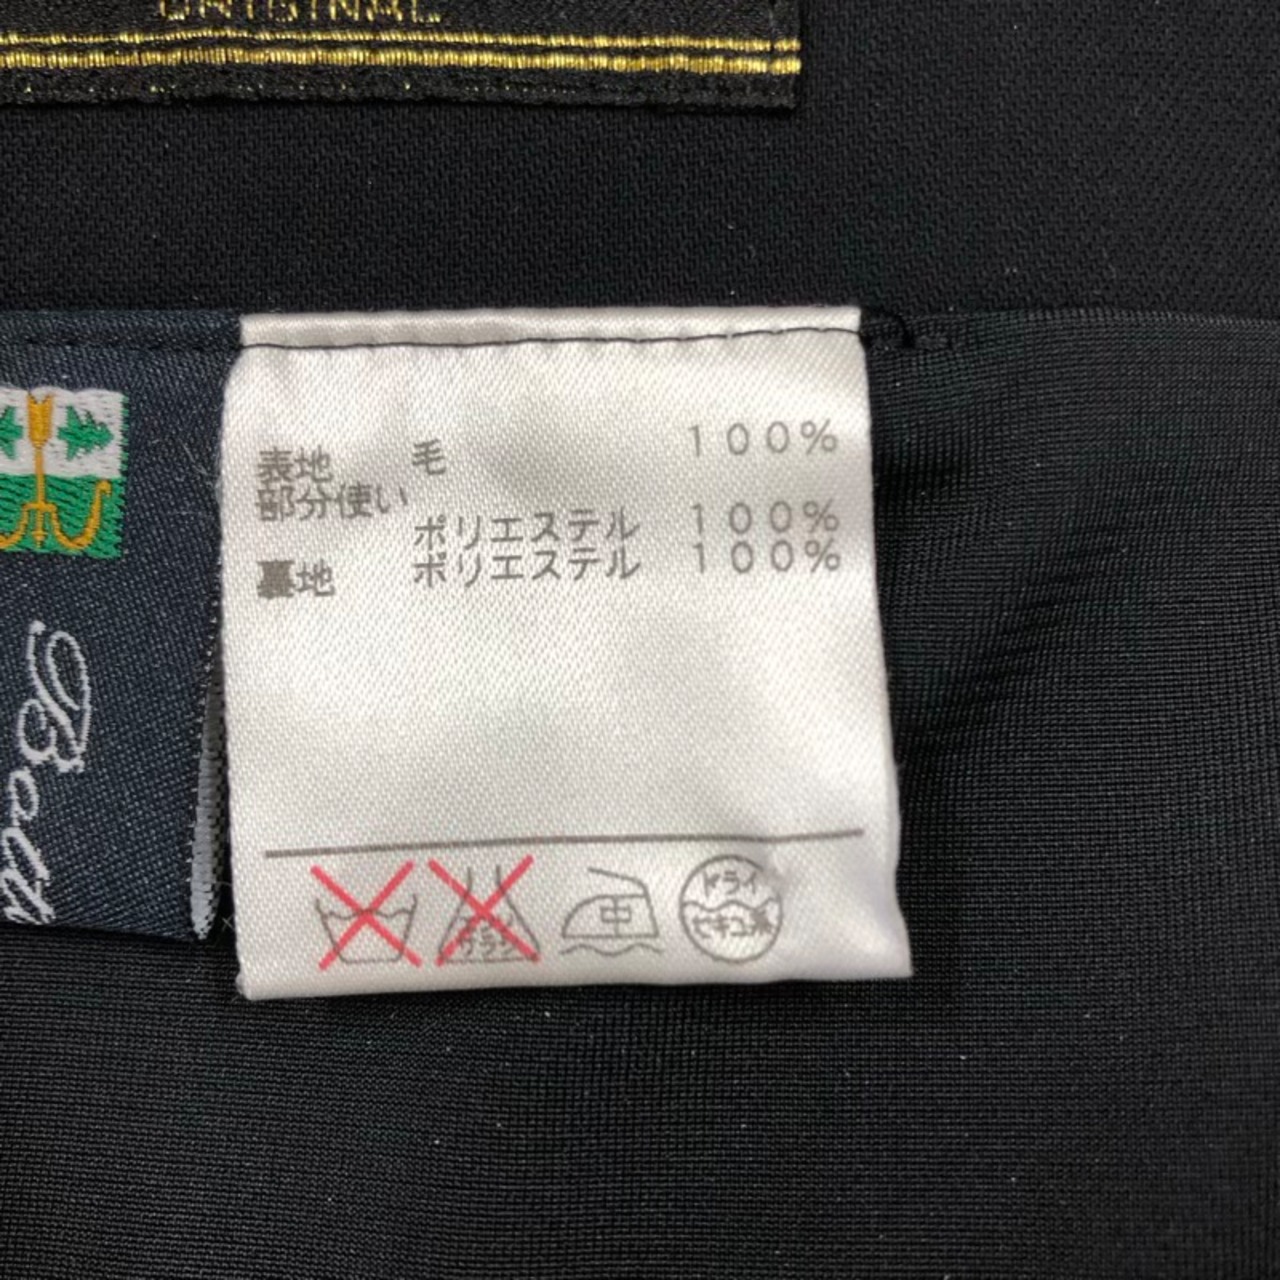 ORIGINAL
表地 毛 100%
部分使い
ポリエステル 100%
裏地 ポリエステル 100%
中
ドライ
セキユ系